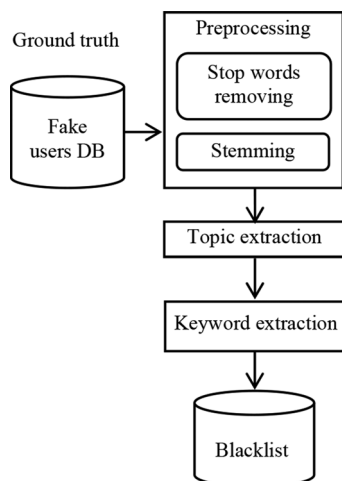 Ground truth
Fake
users DB
Preprocessing
Stop words
removing
Stemming
Topic extraction
Keyword extraction
Blacklist